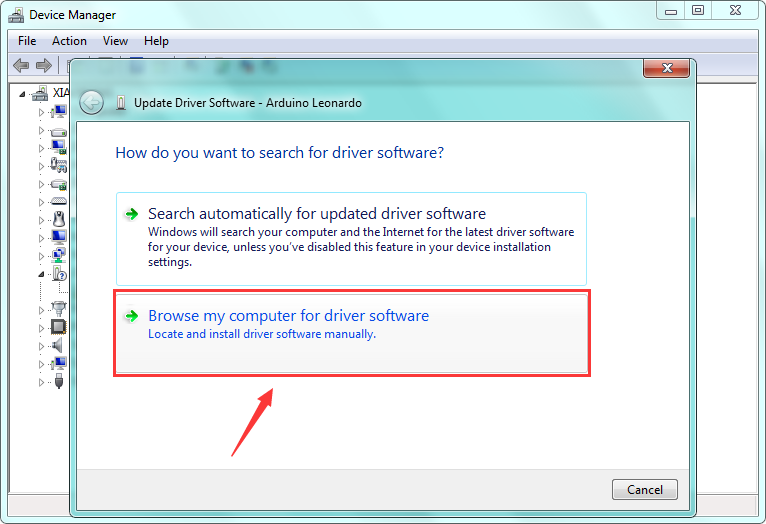 Device Manager
File Action View Help
XIA
Update Driver Software - Arduino Leonardo
How do you want to search for driver software?
Search automatically for updated driver software
Windows will search your computer and the Internet for the latest driver software
for your device, unless you've disabled this feature in your device installation
settings.
Browse my computer for driver software
Locate and install driver software manually.
Cancel